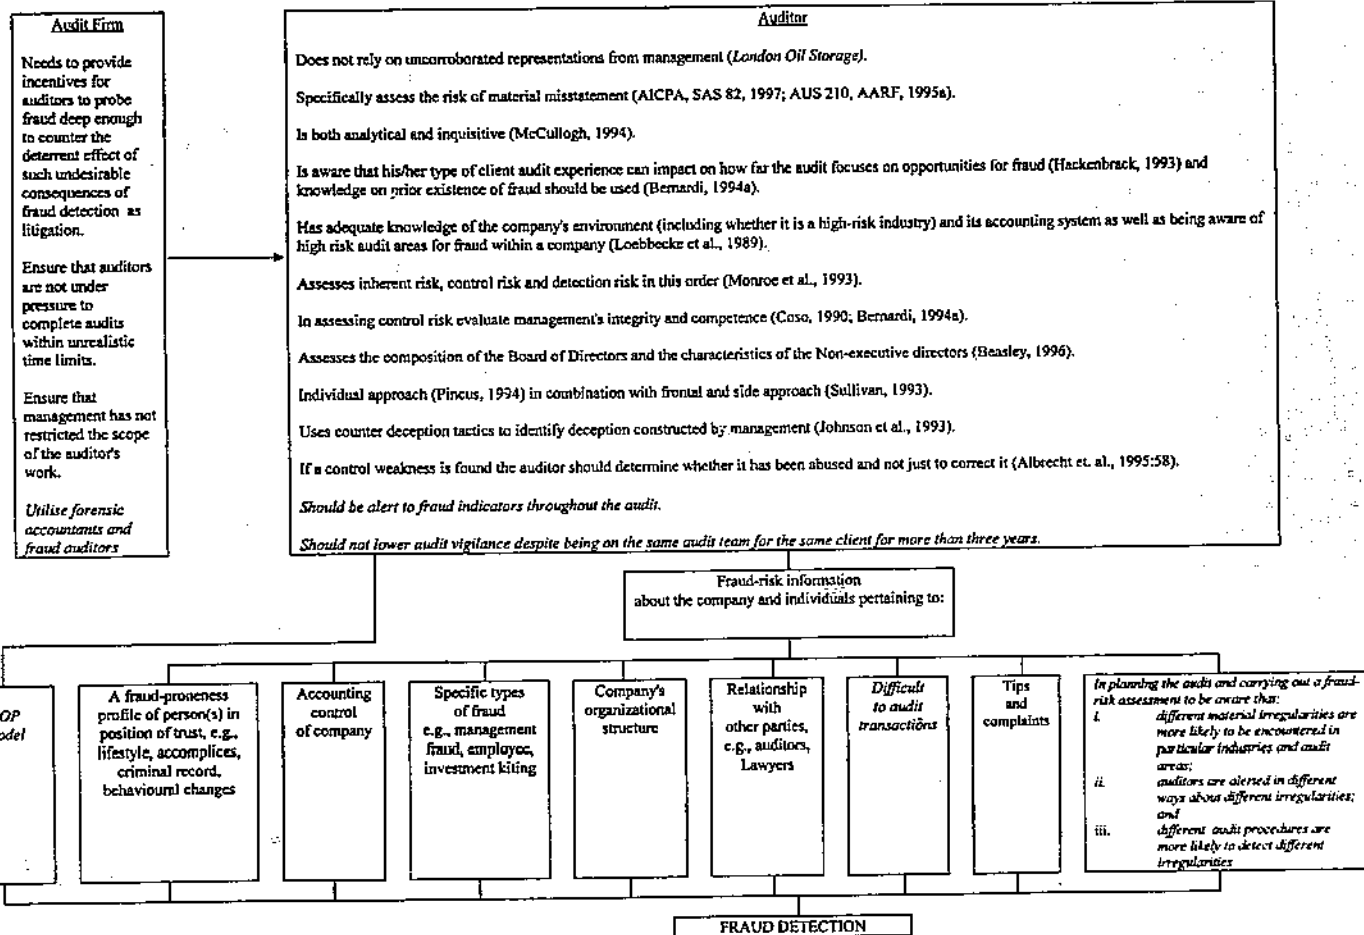 Audit Firm
Needs to provide
incentives for
auditors to probe
fraud deep enough
to counter the
deterrent effect of
such undesirable
consequences of
fraud detection as
litigation.
Ensure that auditors
are not under
pressure to
complete audits
within unrealistic
time limits.
Ensure that
management has not
restricted the scope
of the auditor's
work.
Utilise forensic
accountants and
fraud auditors
Auditor
Does not rely on uncorroborated representations from management (London Oil Storage).
Specifically assess the risk of material misstatement (AICPA, SAS 82, 1997; AUS 210, AARF, 1995a).
Is both analytical and inquisitive (McCullogh, 1994).
Is aware that his/her type of client audit experience can impact on how far the audit focuses on opportunities for fraud (Hackenbrack, 1993) and
knowledge on prior existence of fraud should be used (Bernardi, 1994a).
Has adequate knowledge of the company's environment (including whether it is a high-risk industry) and its accounting system as well as being aware of
high risk audit areas for fraud within a company (Loebbecke et al., 1989).
Assesses inherent risk, control risk and detection risk in this order (Monroe et al., 1993).
In assessing control risk evaluate management's integrity and competence (Coso, 1990; Bernardi, 1994a).
Assesses the composition of the Board of Directors and the characteristics of the Non-executive directors (Beasley, 1996).
Individual approach (Pincus, 1994) in combination with frontal and side approach (Sullivan, 1993).
Uses counter deception tactics to identify deception constructed by management (Johnson et al., 1993).
If a control weakness is found the auditor should determine whether it has been abused and not just to correct it (Albrecht et. al., 1995:58).
Should be alert to fraud indicators throughout the audit.
Should not lower audit vigilance despite being on the same audit team for the same client for more than three years.
Fraud-risk information
about the company and individuals pertaining to:
OP
odel
A fraud-proneness
profile of person(s) in
position of trust, e.g.,
lifestyle, accomplices,
criminal record,
behavioural changes
Accounting
control
of company
Specific types
of fraud
e.g., management
fraud, employee,
investment kiting
Company's
organizational
structure
Relationship
with
other parties,
e.g., auditors,
Lawyers
Difficult
to audit
transactions
Tips
and
complaints
In planning the audit and carrying out a fraud-
risk assessment to be aware that:
i. different material irregularities are
more likely to be encountered in
particular industries and audit
areas;
ii. auditors are alerted in different
ways about different irregularities;
and
iii. different audit procedures are
more likely to detect different
irregularities
FRAUD DETECTION